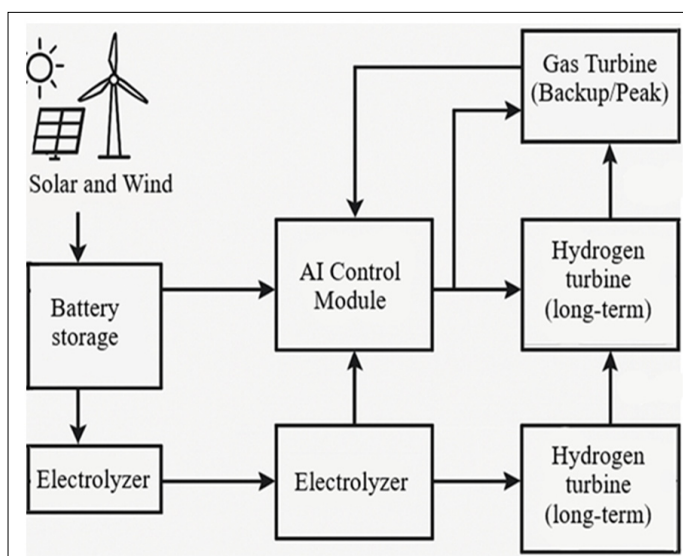 Solar and Wind
Gas Turbine
(Backup/Peak)
Battery
storage
AI Control
Module
Hydrogen
turbine
(long-term)
Electrolyzer
Electrolyzer
Hydrogen
turbine
(long-term)